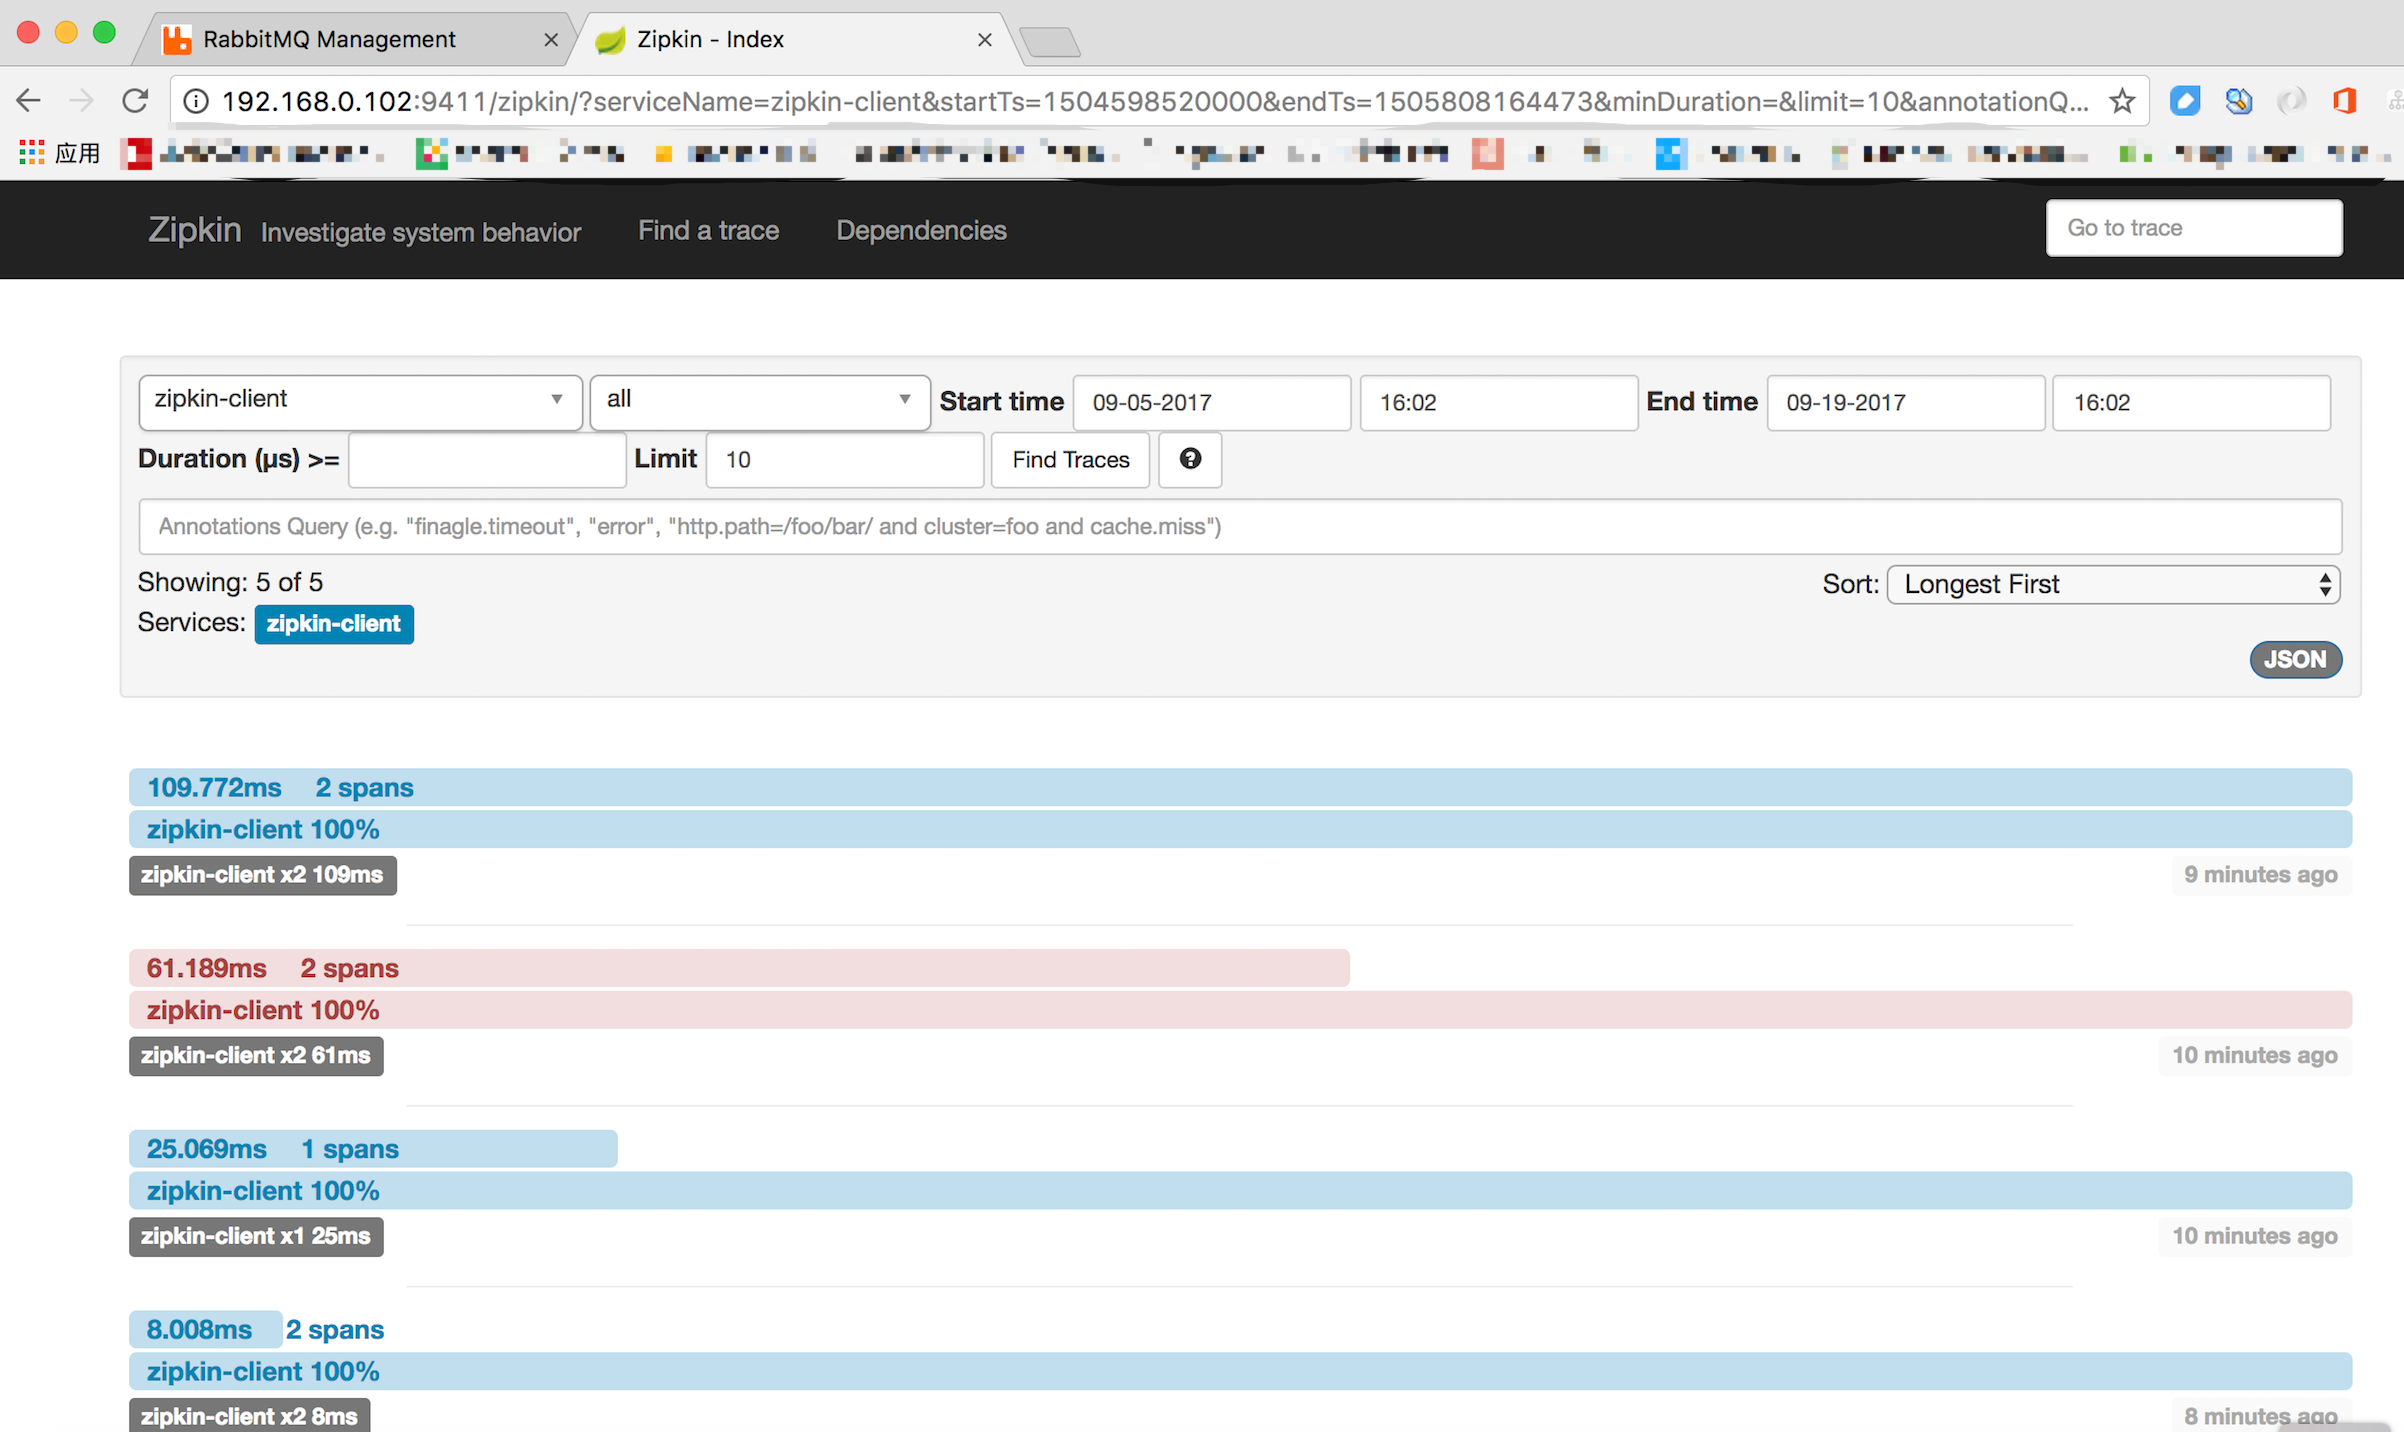 RabbitMQ Management
Zipkin - Index
192.168.0.102:9411/zipkin/?serviceName=zipkin-client&startTs=1504598520000&endTs=1505808164473&minDuration=&limit=10&annotationQ...
应用
Zipkin Investigate system behavior Find a trace Dependencies Go to trace
zipkin-client all Start time 09-05-2017 16:02 End time 09-19-2017 16:02
Duration (μs) >= Limit 10 Find Traces
Annotations Query (e.g. "finagle.timeout", "error", "http.path=/foo/bar/ and cluster=foo and cache.miss")
Showing: 5 of 5 Sort: Longest First
Services: zipkin-client
JSON
109.772ms 2 spans
zipkin-client 100%
zipkin-client x2 109ms 9 minutes ago
61.189ms 2 spans
zipkin-client 100%
zipkin-client x2 61ms 10 minutes ago
25.069ms 1 spans
zipkin-client 100%
zipkin-client x1 25ms 10 minutes ago
8.008ms 2 spans
zipkin-client 100%
zipkin-client x2 8ms 8 minutes ago